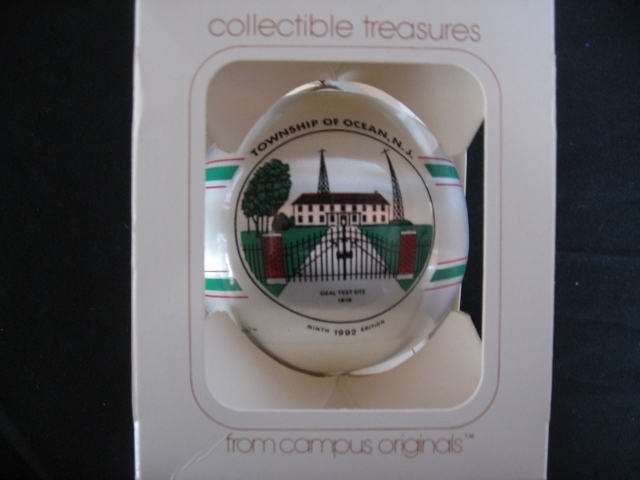 collectible treasures
TOWNSHIP OF OCEAN, N.J.
DEAL TEST SITE
1919
NINTH 1992 EDITION
from campus originals™